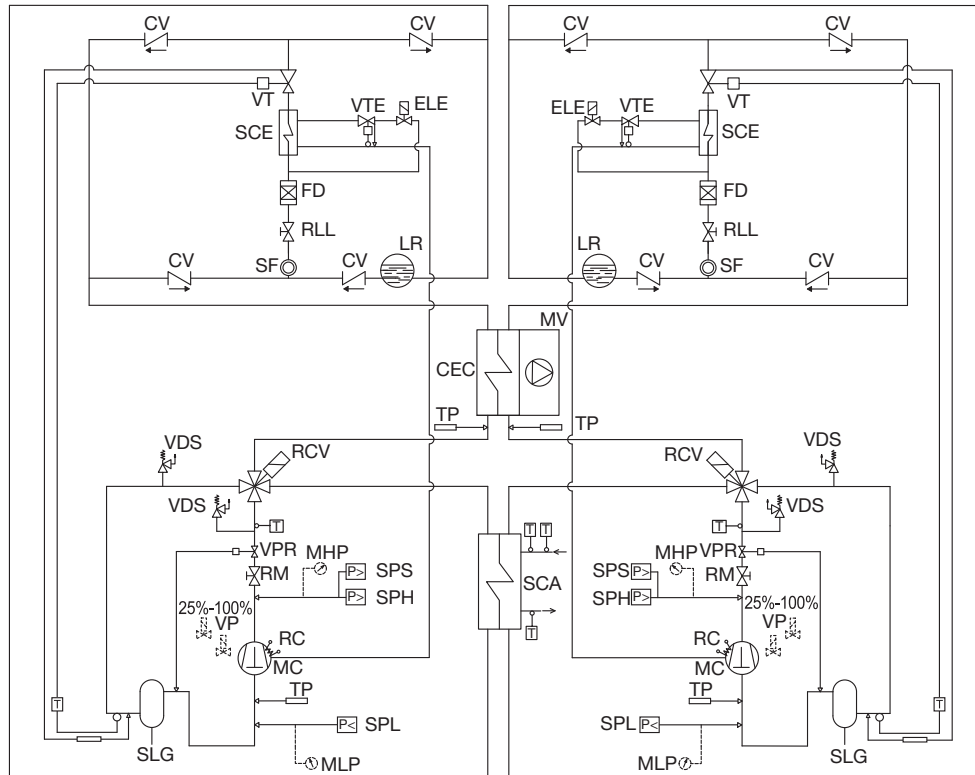 CV CV CV CV
VT VT
VTE ELE ELE VTE
SCE SCE
FD FD
RLL RLL
LR LR
CV SF CV CV SF CV
MV
CEC
TP TP
VDS RCV RCV VDS
VDS VDS
T T
VPR VPR
T T
MHP MHP
RM P> SPS SCA SPS P> RM
P> SPH SPH P>
T
25%-100% 25%-100%
VP VP
RC RC
MC MC
TP TP
T T
P< SPL SPL P<
SLG SLG
MLP MLP